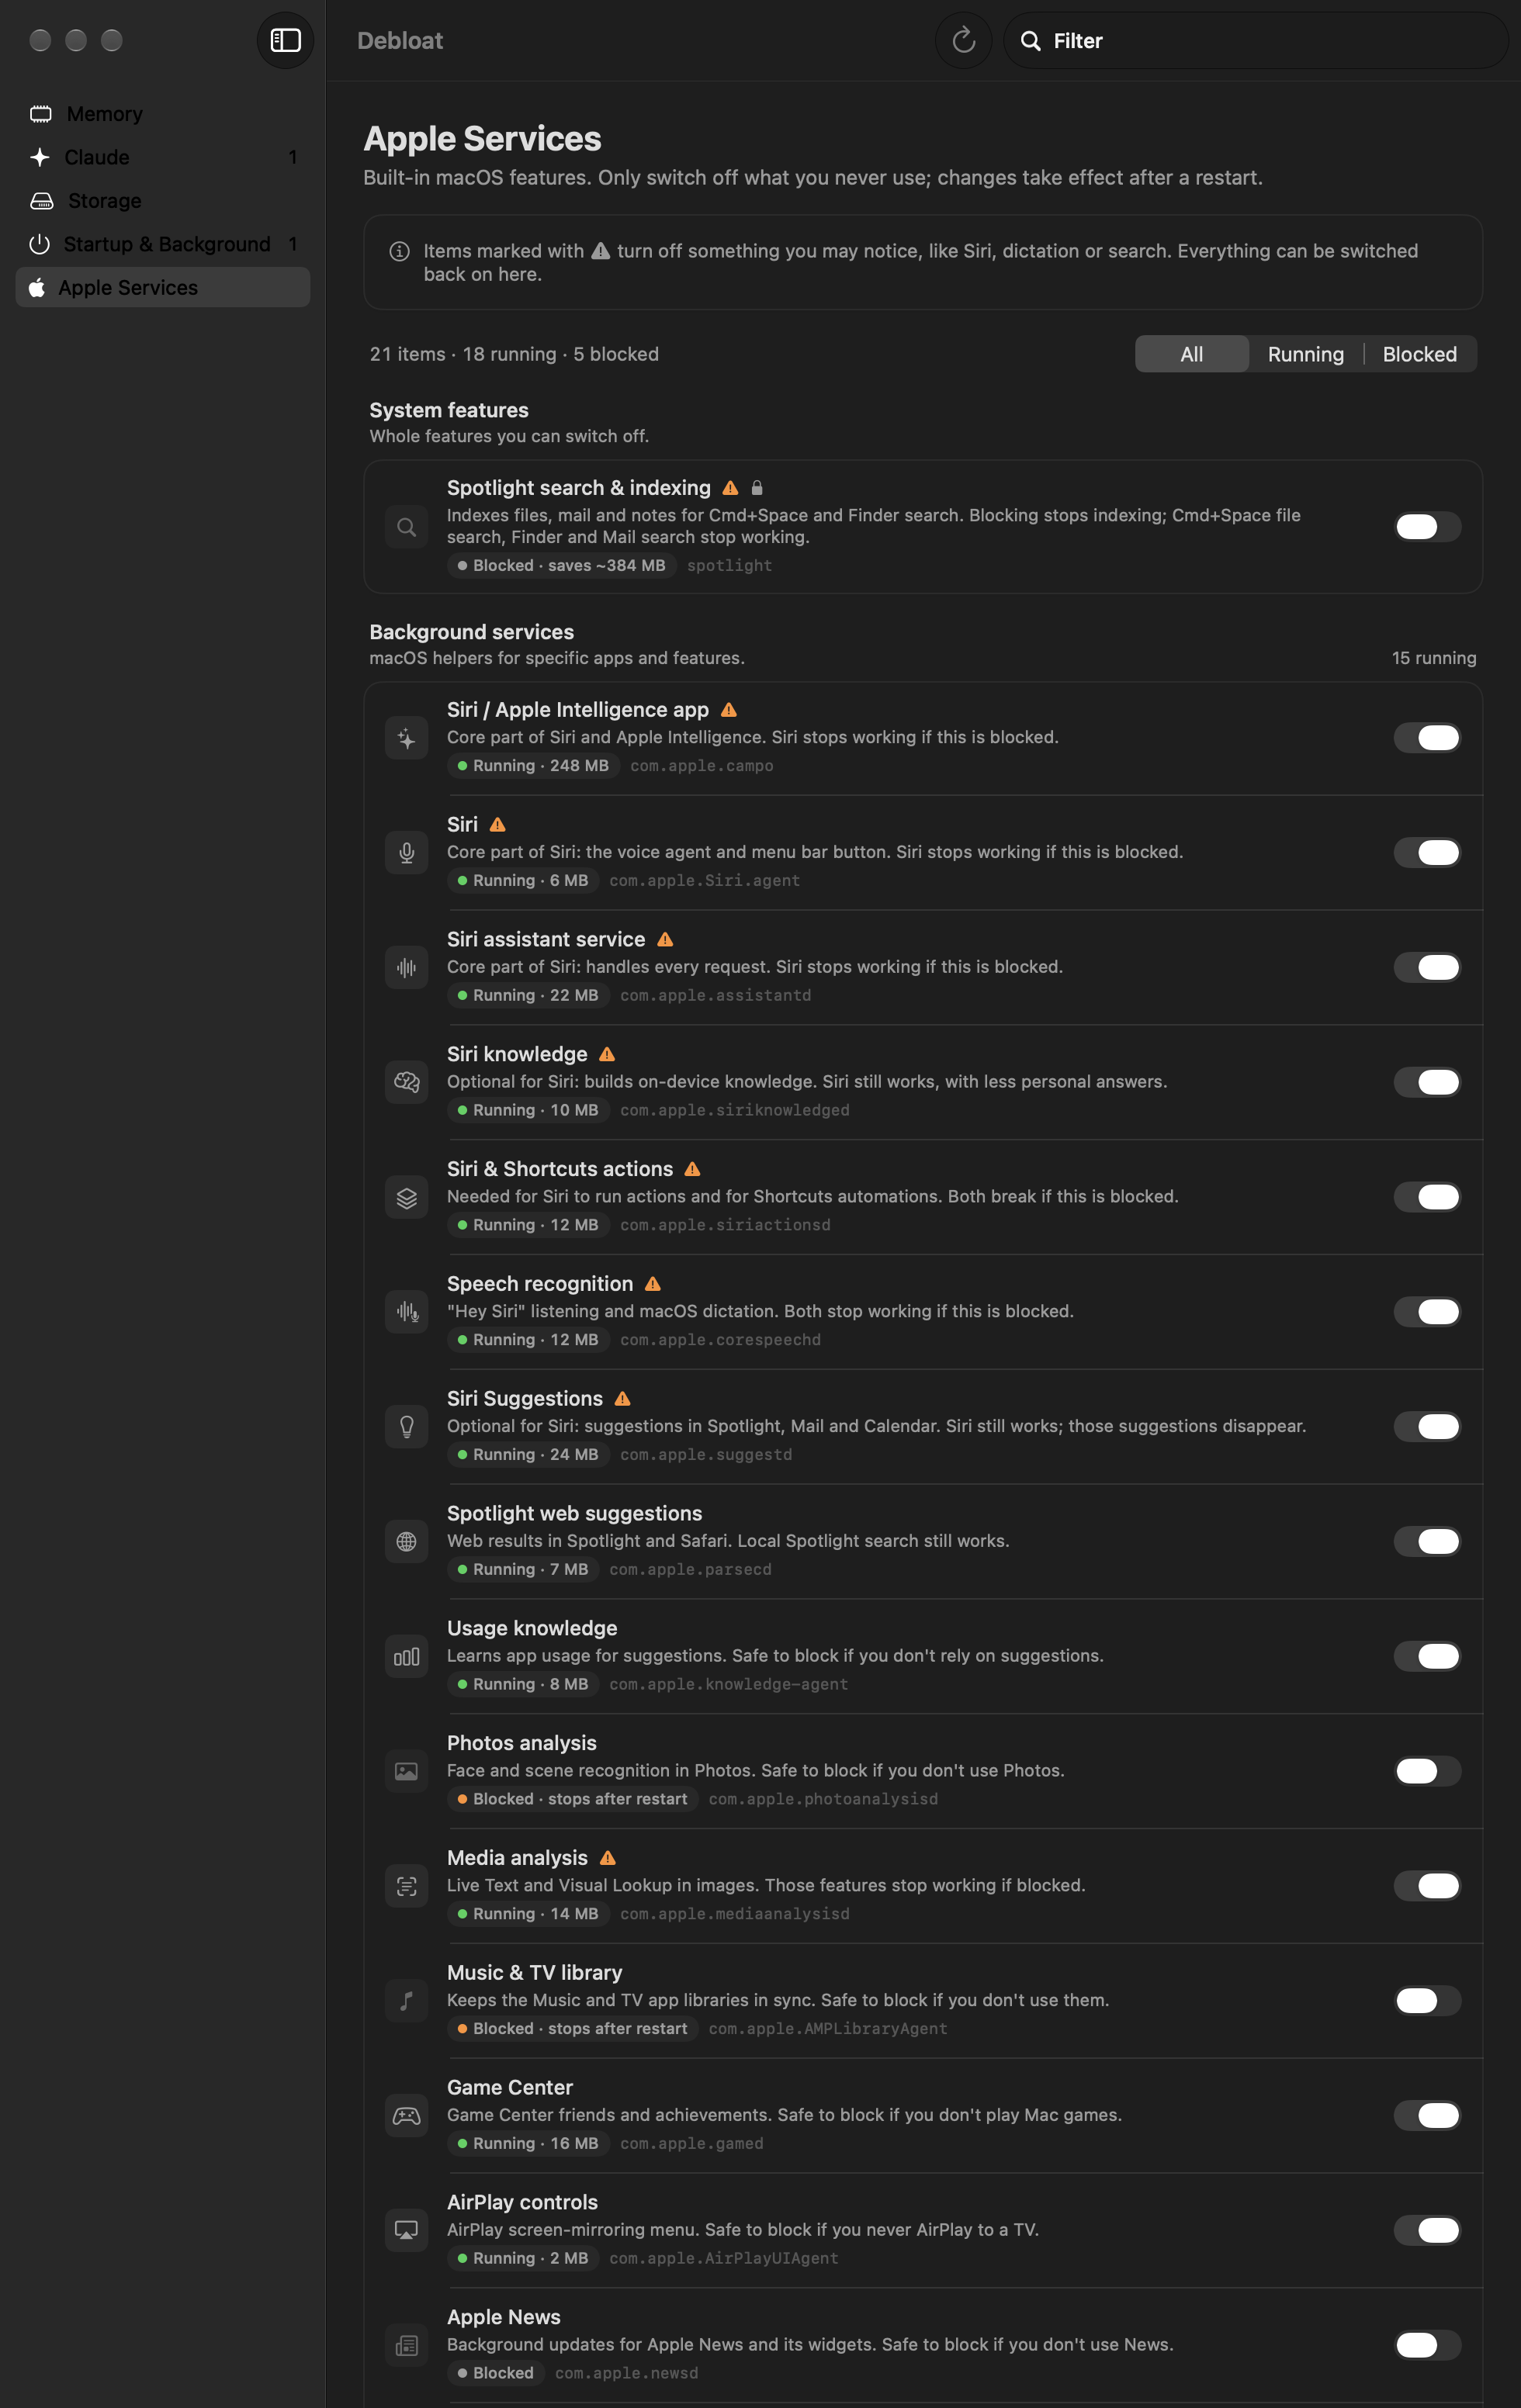 Debloat
Filter
Memory
Claude 1
Storage
Startup & Background 1
Apple Services
Apple Services
Built-in macOS features. Only switch off what you never use; changes take effect after a restart.
Items marked with ⚠ turn off something you may notice, like Siri, dictation or search. Everything can be switched
back on here.
21 items · 18 running · 5 blocked
All Running Blocked
System features
Whole features you can switch off.
Spotlight search & indexing
Indexes files, mail and notes for Cmd+Space and Finder search. Blocking stops indexing; Cmd+Space file
search, Finder and Mail search stop working.
Blocked · saves ~384 MB spotlight
Background services
macOS helpers for specific apps and features. 15 running
Siri / Apple Intelligence app
Core part of Siri and Apple Intelligence. Siri stops working if this is blocked.
Running · 248 MB com.apple.campo
Siri
Core part of Siri: the voice agent and menu bar button. Siri stops working if this is blocked.
Running · 6 MB com.apple.Siri.agent
Siri assistant service
Core part of Siri: handles every request. Siri stops working if this is blocked.
Running · 22 MB com.apple.assistantd
Siri knowledge
Optional for Siri: builds on-device knowledge. Siri still works, with less personal answers.
Running · 10 MB com.apple.siriknowledged
Siri & Shortcuts actions
Needed for Siri to run actions and for Shortcuts automations. Both break if this is blocked.
Running · 12 MB com.apple.siriactionsd
Speech recognition
"Hey Siri" listening and macOS dictation. Both stop working if this is blocked.
Running · 12 MB com.apple.corespeechd
Siri Suggestions
Optional for Siri: suggestions in Spotlight, Mail and Calendar. Siri still works; those suggestions disappear.
Running · 24 MB com.apple.suggestd
Spotlight web suggestions
Web results in Spotlight and Safari. Local Spotlight search still works.
Running · 7 MB com.apple.parsecd
Usage knowledge
Learns app usage for suggestions. Safe to block if you don't rely on suggestions.
Running · 8 MB com.apple.knowledge-agent
Photos analysis
Face and scene recognition in Photos. Safe to block if you don't use Photos.
Blocked · stops after restart com.apple.photoanalysisd
Media analysis
Live Text and Visual Lookup in images. Those features stop working if blocked.
Running · 14 MB com.apple.mediaanalysisd
Music & TV library
Keeps the Music and TV app libraries in sync. Safe to block if you don't use them.
Blocked · stops after restart com.apple.AMPLibraryAgent
Game Center
Game Center friends and achievements. Safe to block if you don't play Mac games.
Running · 16 MB com.apple.gamed
AirPlay controls
AirPlay screen-mirroring menu. Safe to block if you never AirPlay to a TV.
Running · 2 MB com.apple.AirPlayUIAgent
Apple News
Background updates for Apple News and its widgets. Safe to block if you don't use News.
Blocked com.apple.newsd